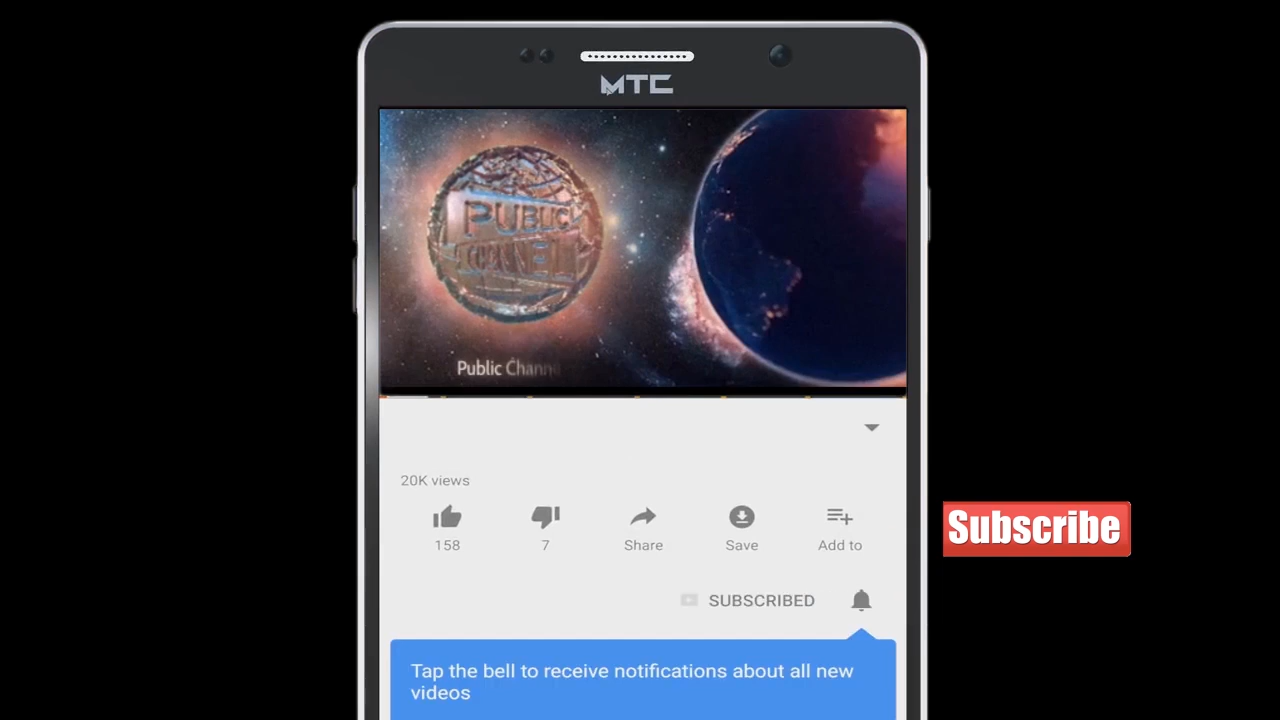 MTC
PUBLIC
CHANNEL
Public Chann
20K views
158
7
Share
Save
Add to
Subscribe
SUBSCRIBED
Tap the bell to receive notifications about all new
videos